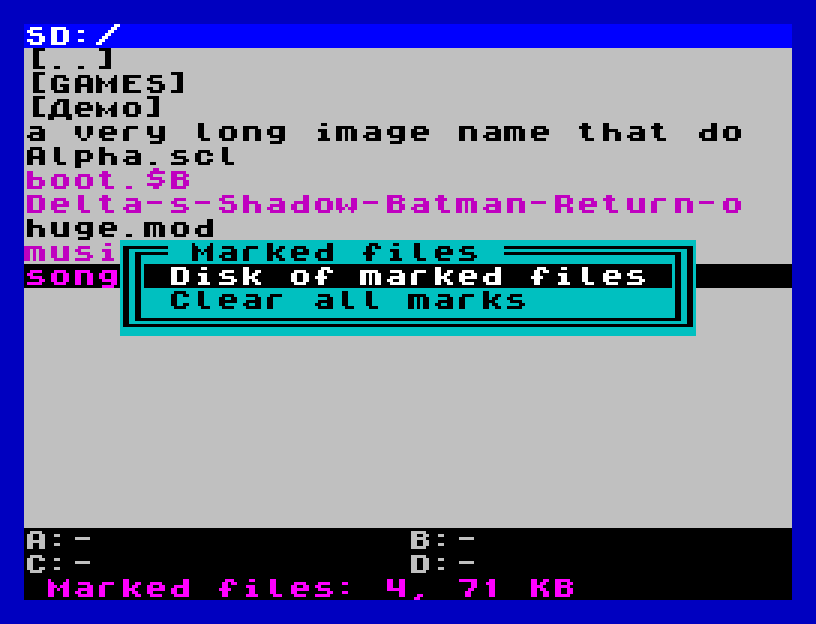 SD:/
[..]
[GAMES]
[Демо]
a very long image name that do
Alpha.scl
boot.$B
Delta-s-Shadow-Batman-Return-o
huge.mod
musi
Marked files
song
Disk of marked files
Clear all marks
A:-
B:-
C:-
D:-
Marked files: 4, 71 KB